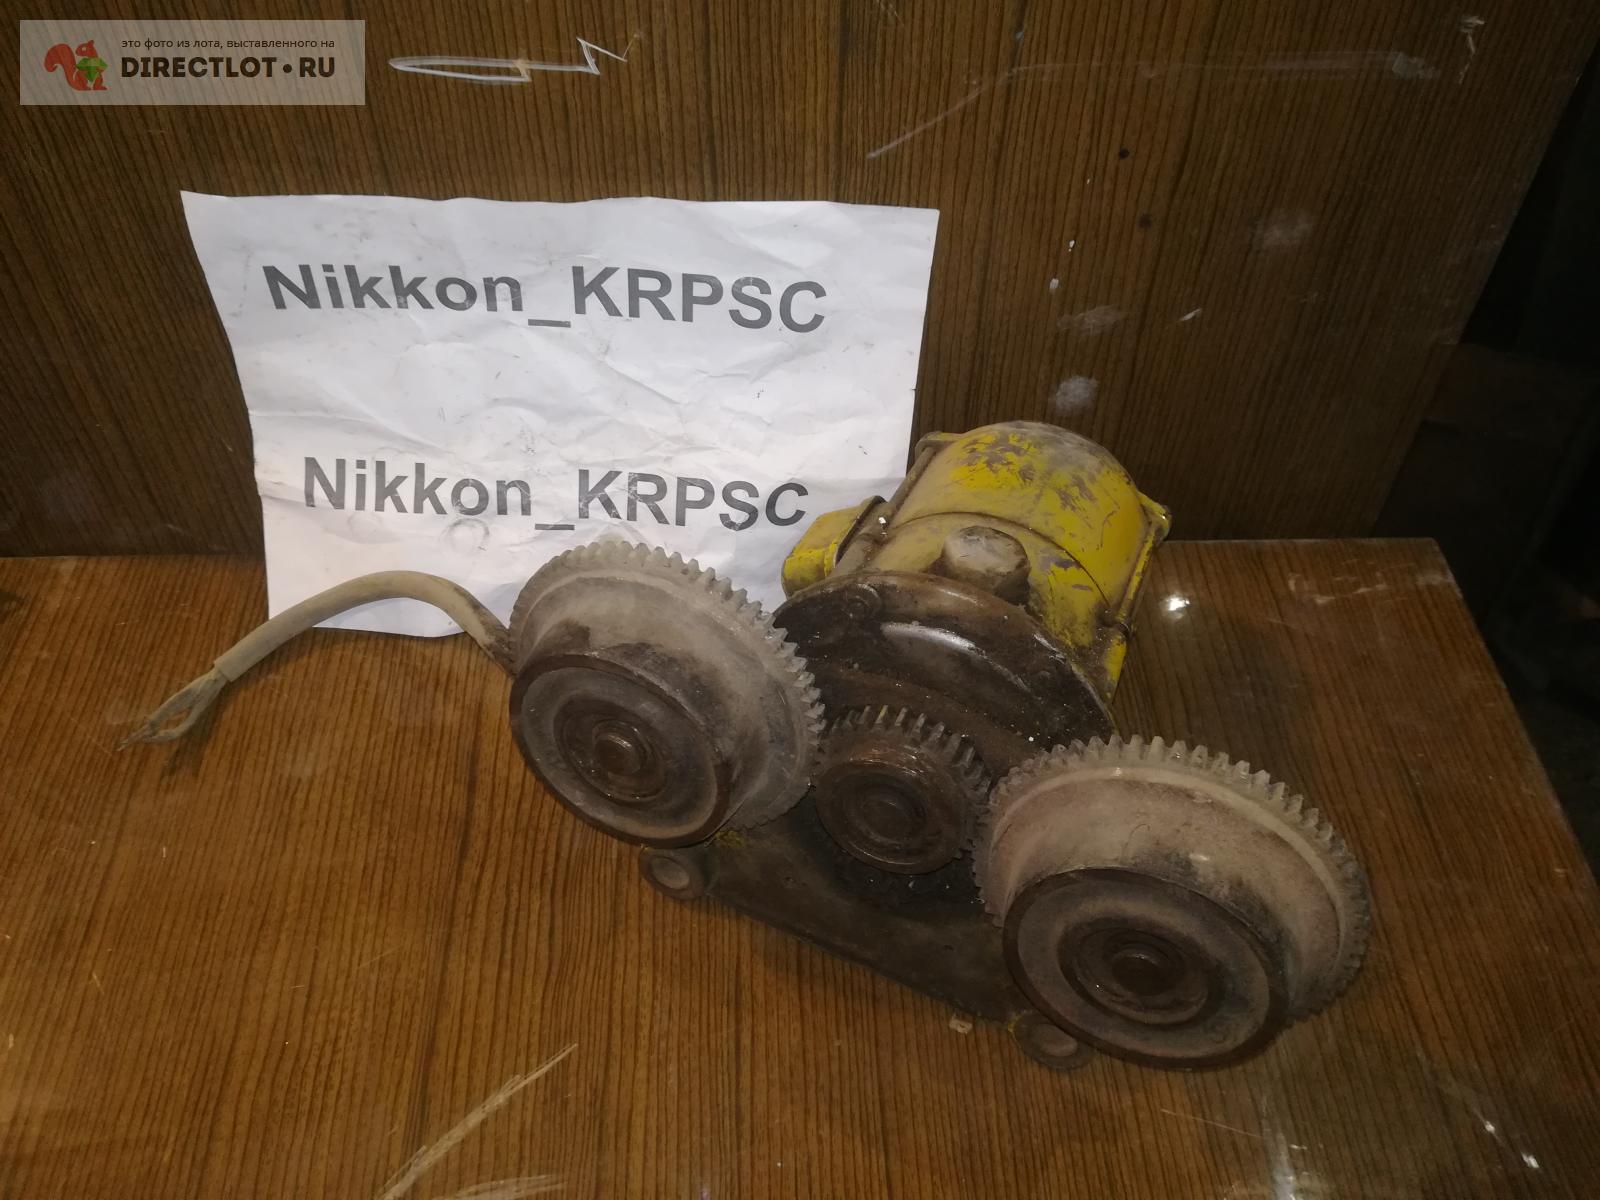 это фото из лота, выставленного на
DIRECTLOT•RU
Nikkon_KRPSC
Nikkon_KRPSC